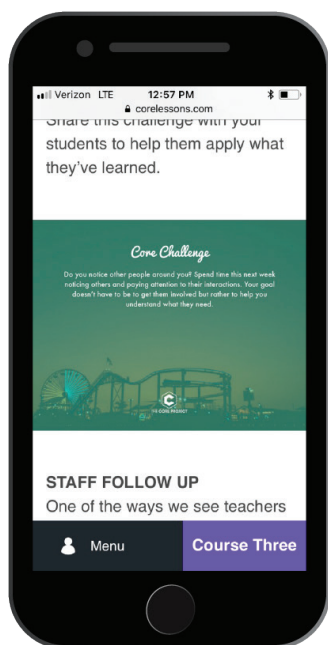 Verizon LTE 12:57 PM
corelessons.com
Share this challenge with your
students to help them apply what
they've learned.
Core Challenge
Do you notice other people around you? Spend time this next week
noticing others and paying attention to their interactions. Your goal
doesn't have to be to get them involved but rather to help you
understand what they need.
C
THE CORE PROJECT
STAFF FOLLOW UP
One of the ways we see teachers
Menu
Course Three